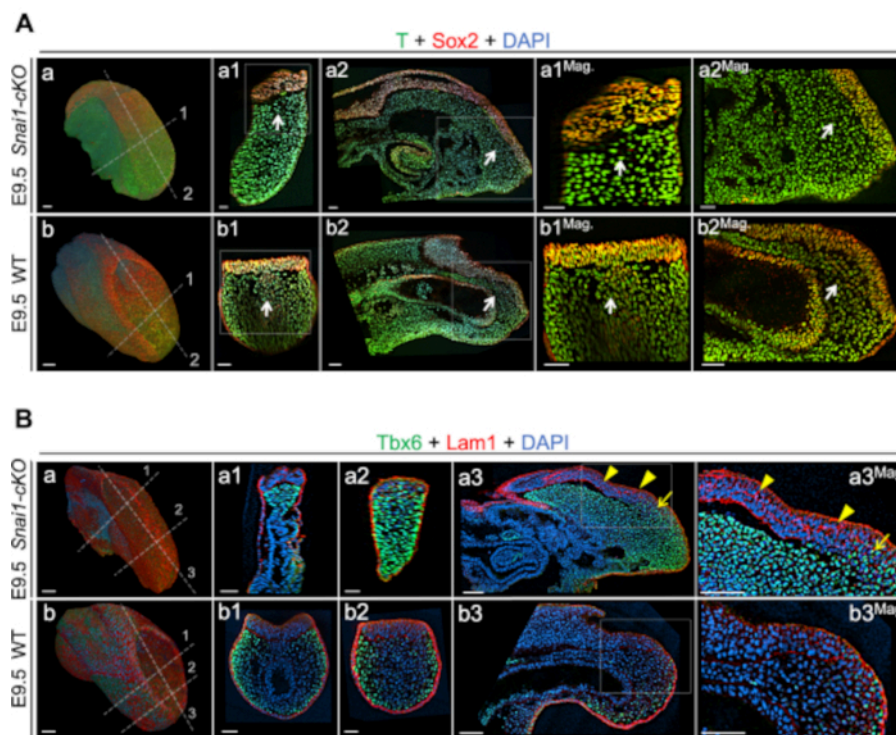 A
T + Sox2 + DAPI
E9.5 Snai1-cKO
a a1 a2 a1Mag. a2Mag.
1
2
E9.5 WT
b b1 b2 b1Mag. b2Mag.
1
2
B
Tbx6 + Lam1 + DAPI
E9.5 Snai1-cKO
a a1 a2 a3 a3Mag
1
2
3
E9.5 WT
b b1 b2 b3 b3Mag
1
2
3